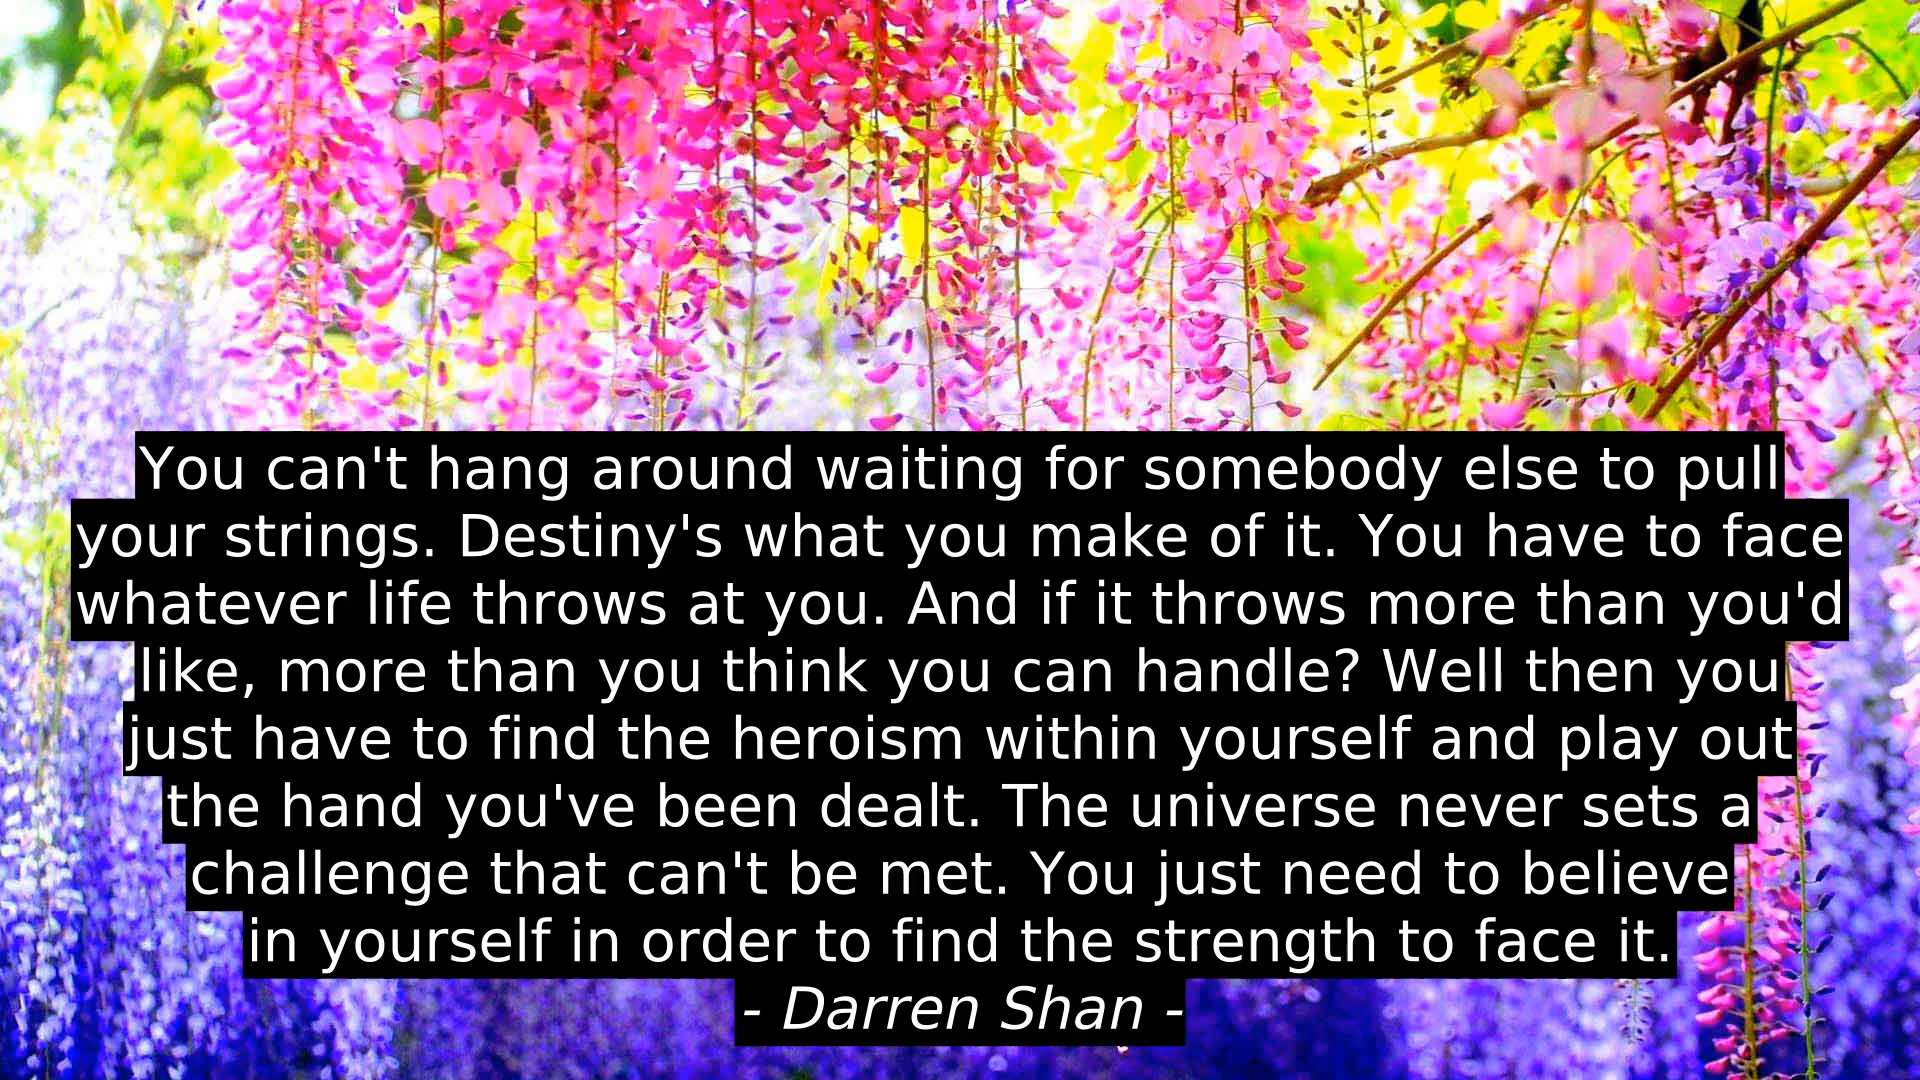 You can't hang around waiting for somebody else to pull
your strings. Destiny's what you make of it. You have to face
whatever life throws at you. And if it throws more than you'd
like, more than you think you can handle? Well then you
just have to find the heroism within yourself and play out
the hand you've been dealt. The universe never sets a
challenge that can't be met. You just need to believe
in yourself in order to find the strength to face it.
- Darren Shan -